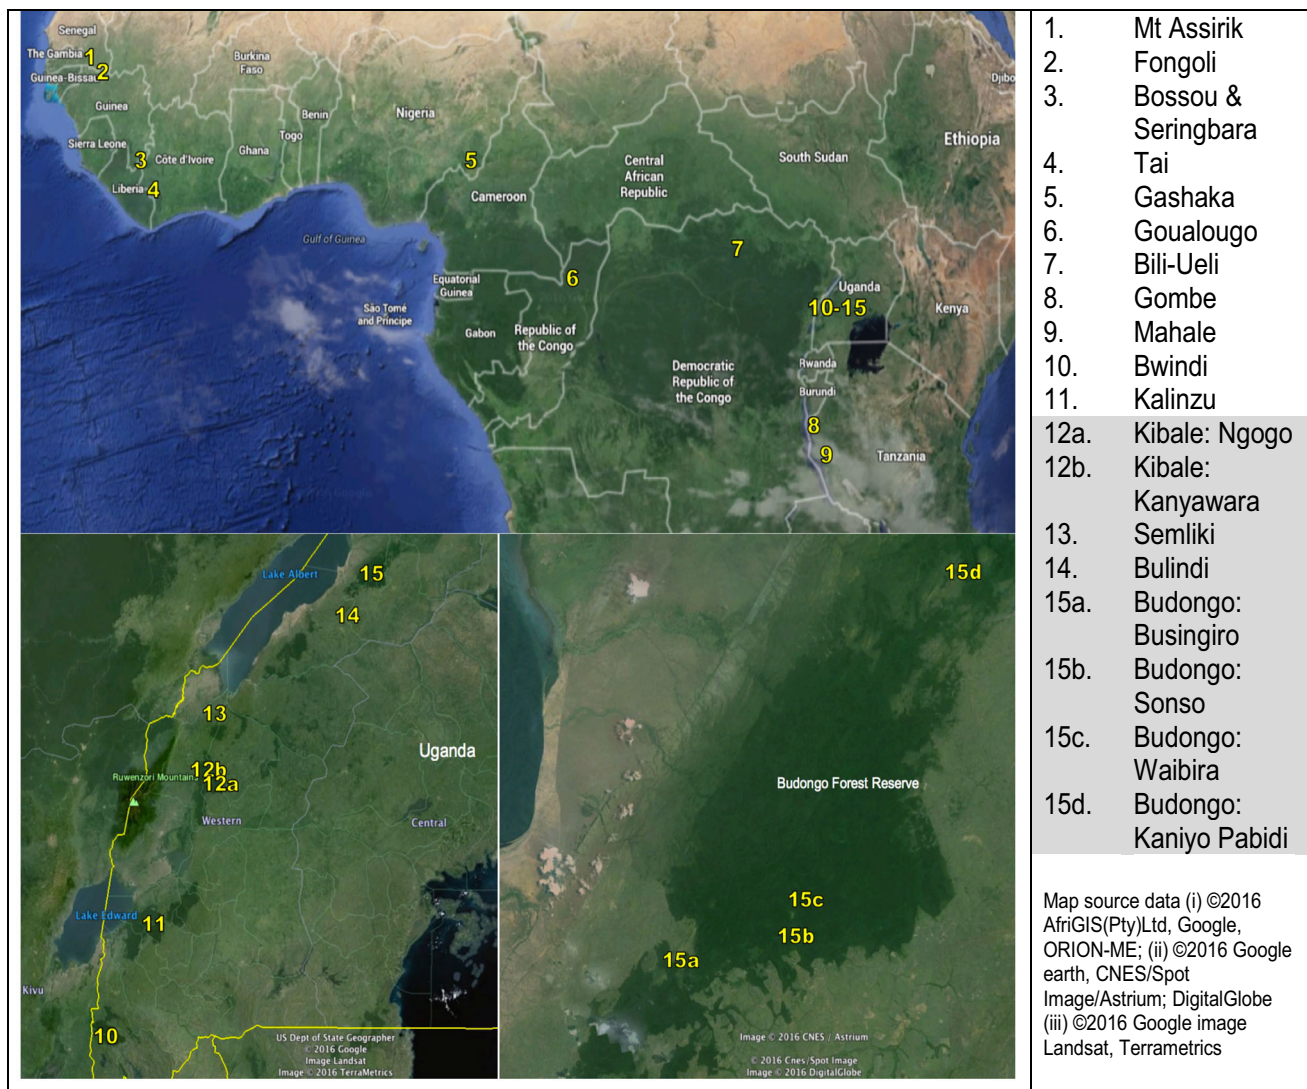 Senegal
The Gambia
1
2
Guinea-Bissau
Burkina
Faso
Guinea
Benin
Nigeria
Togo
Sierra Leone
3
Côte d'Ivoire
Ghana
Liberia
4
5
Cameroon
Central
African
Republic
South Sudan
Ethiopia
Gulf of Guinea
7
6
Equatorial
Guinea
Uganda
10-15
Kenya
São Tomé
and Príncipe
Gabon
Republic of
the Congo
Democratic
Republic of
the Congo
Rwanda
Burundi
8
9
Tanzania
Lake Albert
15
14
13
Uganda
12b
Ruwenzori Mountain
12a
Western
Central
Lake Edward
11
Kivu
10
US Dept of State Geographer
© 2016 Google
Image Landsat
Image © 2016 TerraMetrics
15d
Budongo Forest Reserve
15c
15b
15a
Image © 2016 CNES / Astrium
© 2016 Cnes/Spot Image
Image © 2016 DigitalGlobe
1. Mt Assirik
2. Fongoli
3. Bossou &
Seringbara
4. Tai
5. Gashaka
6. Goualougo
7. Bili-Ueli
8. Gombe
9. Mahale
10. Bwindi
11. Kalinzu
12a. Kibale: Ngogo
12b. Kibale:
Kanyawara
13. Semliki
14. Bulindi
15a. Budongo:
Busingiro
15b. Budongo:
Sonso
15c. Budongo:
Waibira
15d. Budongo:
Kaniyo Pabidi
Map source data (i) ©2016
AfriGIS(Pty)Ltd, Google,
ORION-ME; (ii) ©2016 Google
earth, CNES/Spot
Image/Astrium; DigitalGlobe
(iii) ©2016 Google image
Landsat, Terrametrics